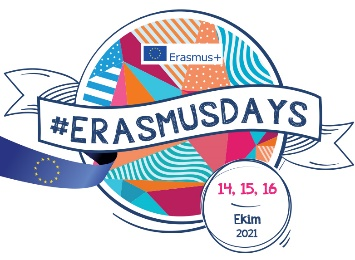 Erasmus+
#ERASMUSDAYS
14, 15, 16
Ekim
2021